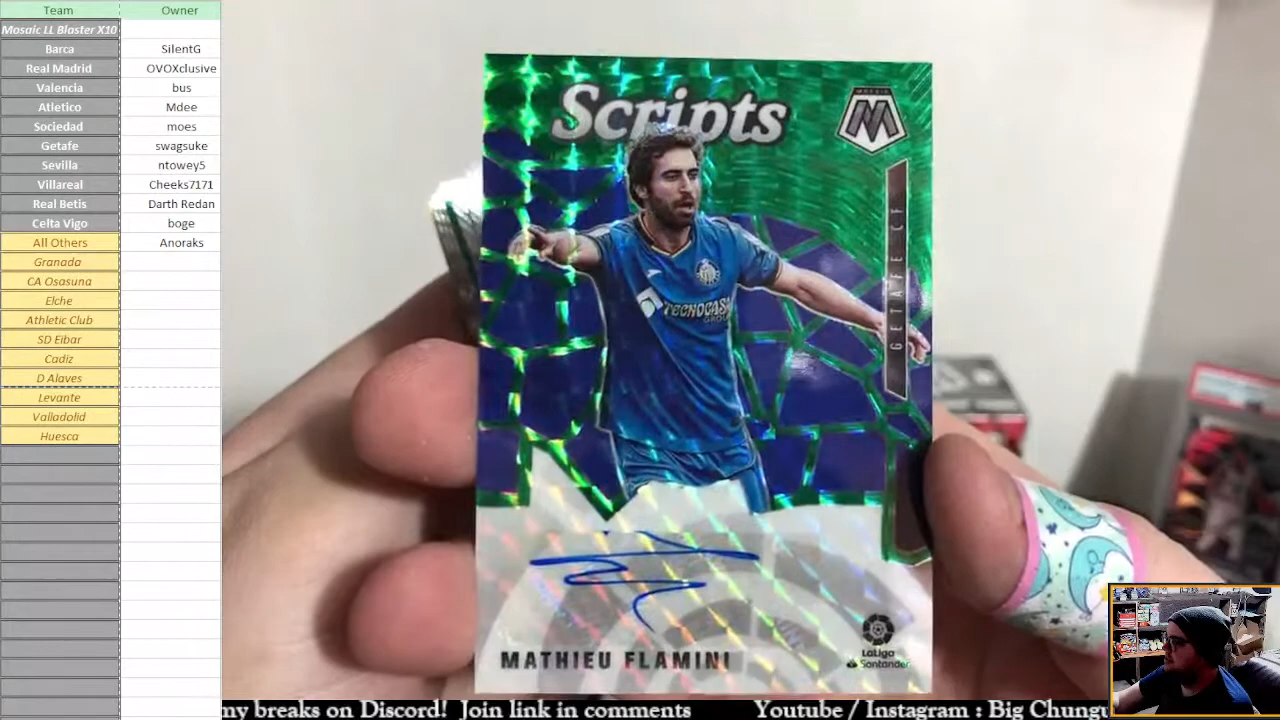 Team Owner
Mosaic LL Blaster X10
Barca SilentG
Real Madrid OVOXclusive
Valencia bus
Atletico Mdee
Sociedad moes
Getafe swagsuke
Sevilla ntowey5
Villareal Cheeks7171
Real Betis Darth Redan
Celta Vigo boge
All Others Anoraks
Granada
CA Osasuna
Elche
Athletic Club
SD Eibar
Cadiz
D Alaves
Levante
Valladolid
Huesca
Scripts
MOSAIC
GETAFE CF
TECNOCASA
GROUP
MATHIEU FLAMINI
LaLiga
Santander
my breaks on Discord! Join link in comments Youtube / Instagram : Big Chungu